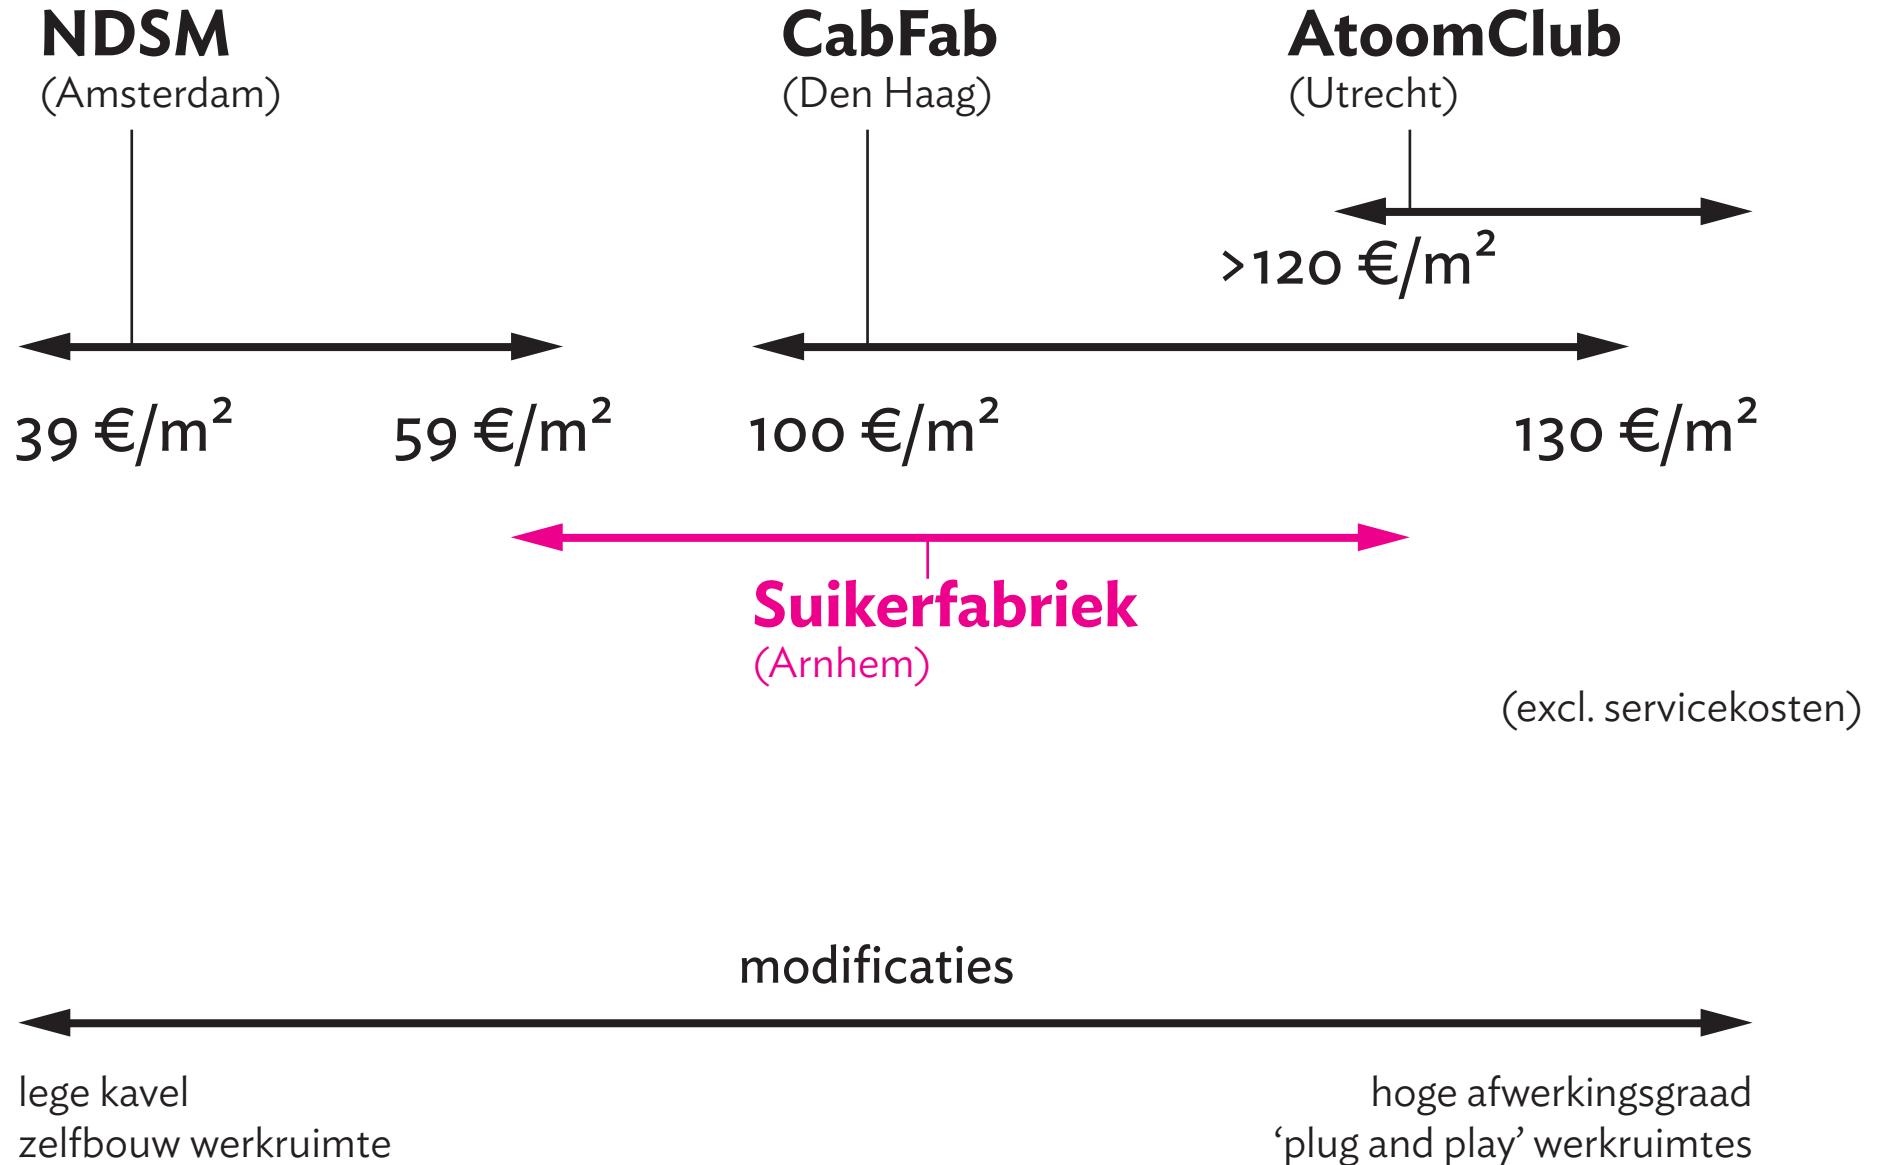 NDSM
(Amsterdam)
CabFab
(Den Haag)
AtoomClub
(Utrecht)
>120 €/m²
39 €/m²
59 €/m²
100 €/m²
130 €/m²
Suikerfabriek
(Arnhem)
(excl. servicekosten)
modificaties
lege kavel
zelfbouw werkruimte
hoge afwerkingsgraad
‘plug and play’ werkruimtes